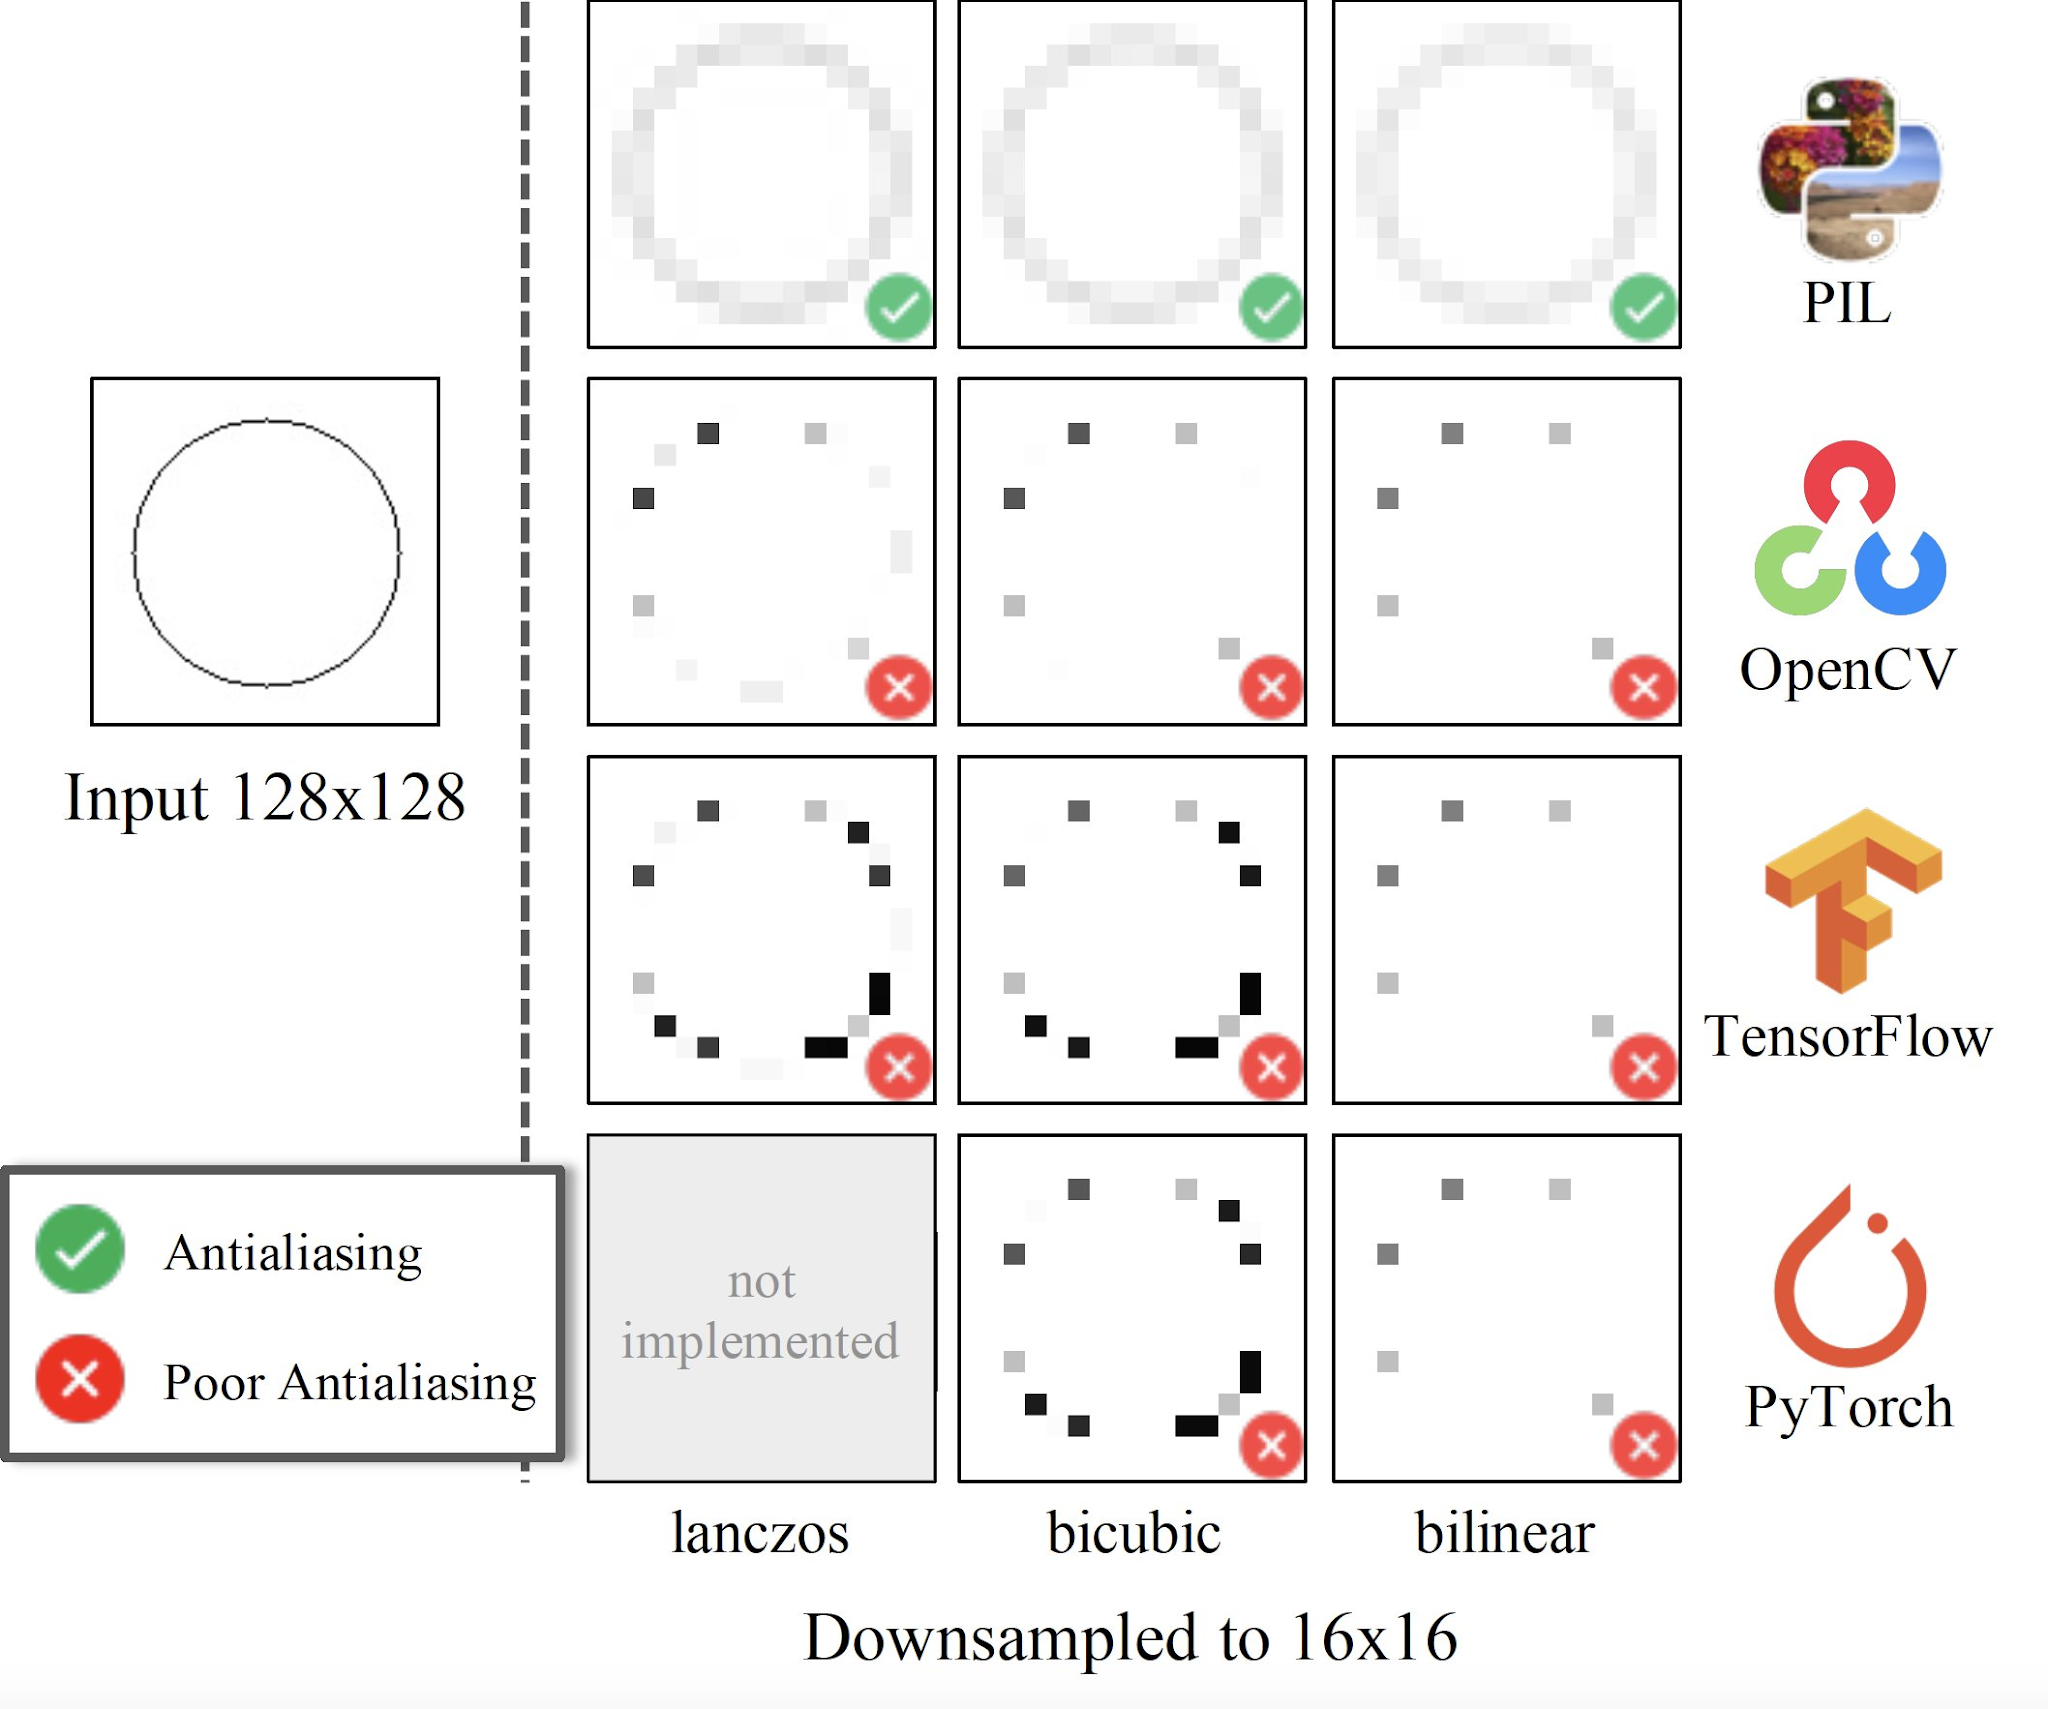 PIL
OpenCV
Input 128x128
TensorFlow
Antialiasing
Poor Antialiasing
not
implemented
PyTorch
lanczos
bicubic
bilinear
Downsampled to 16x16